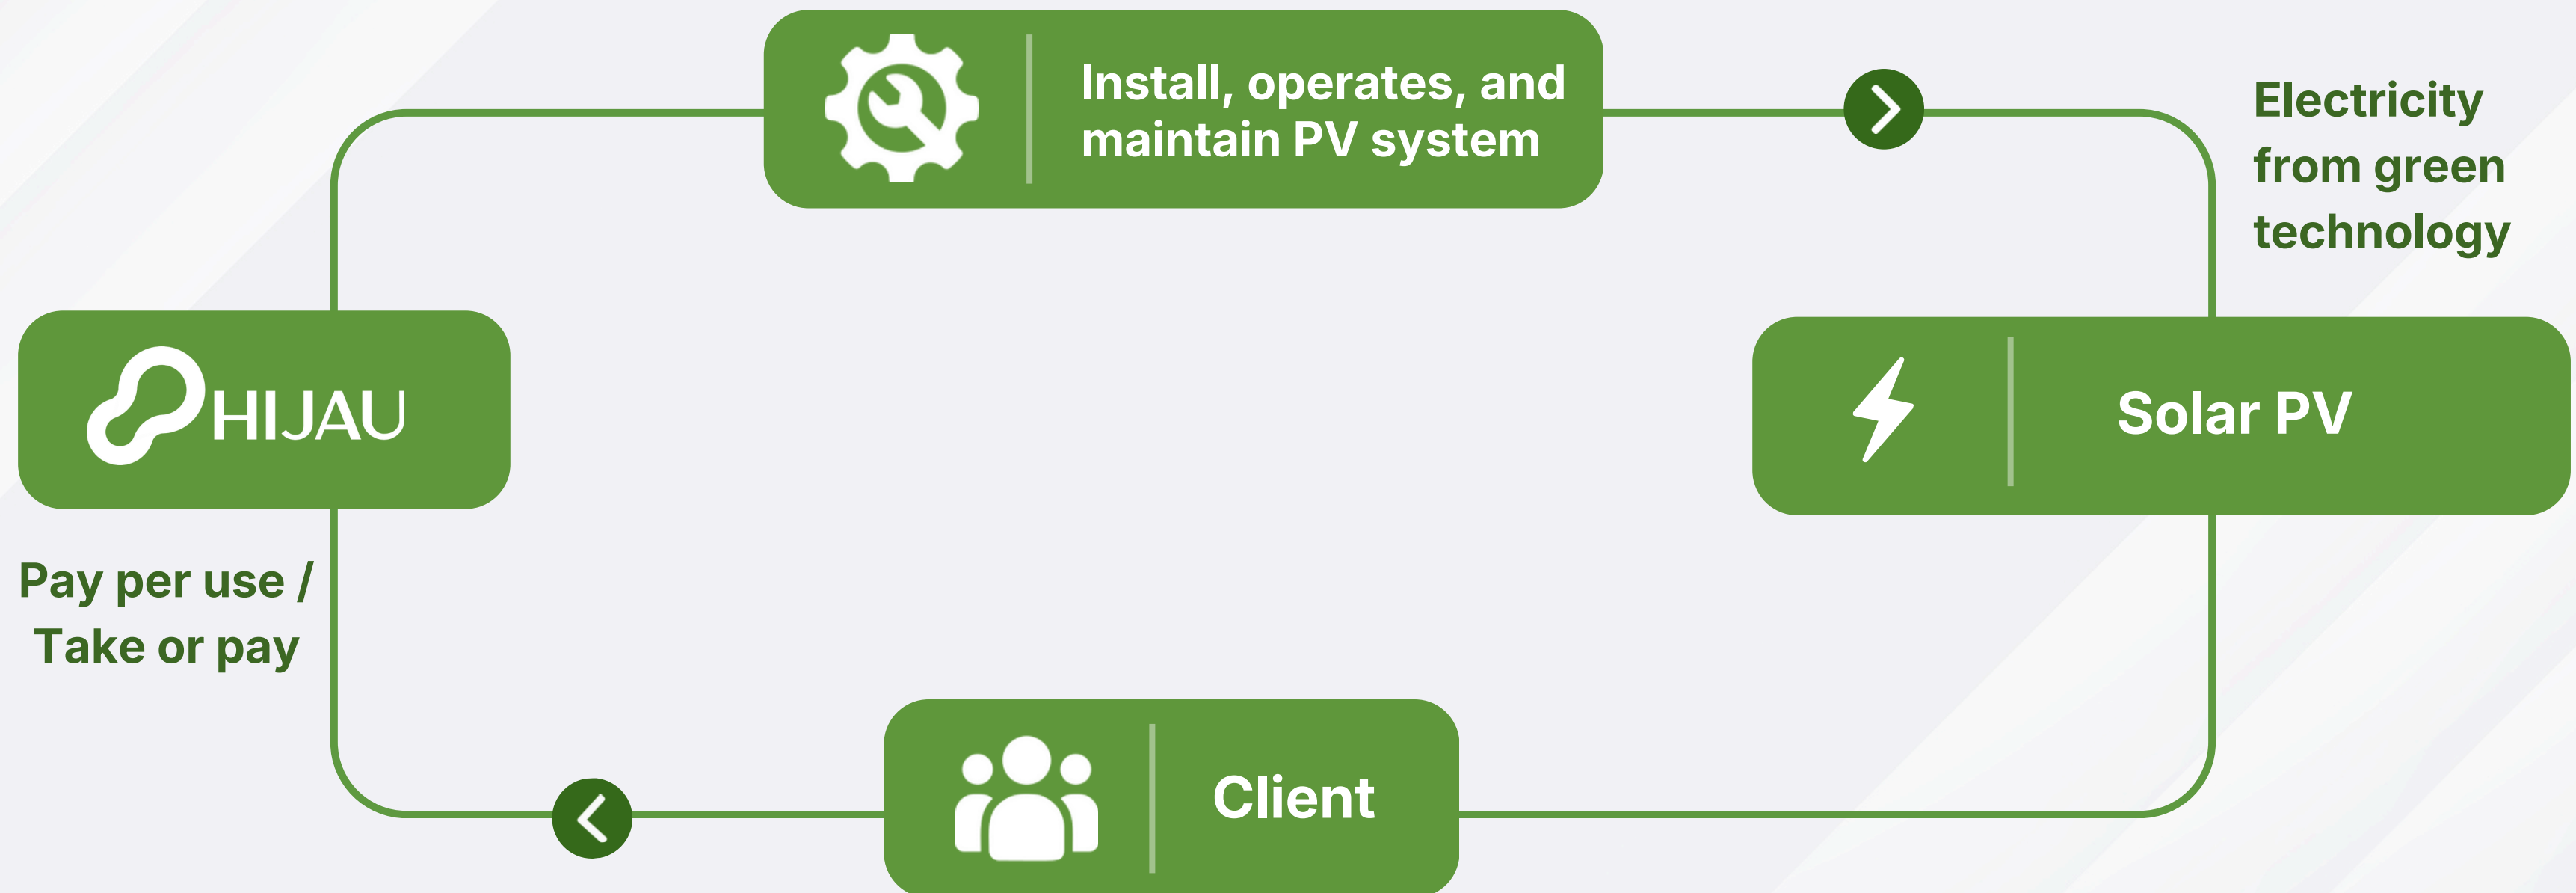 Install, operates, and
maintain PV system
Electricity
from green
technology
HIJAU
Solar PV
Pay per use /
Take or pay
Client